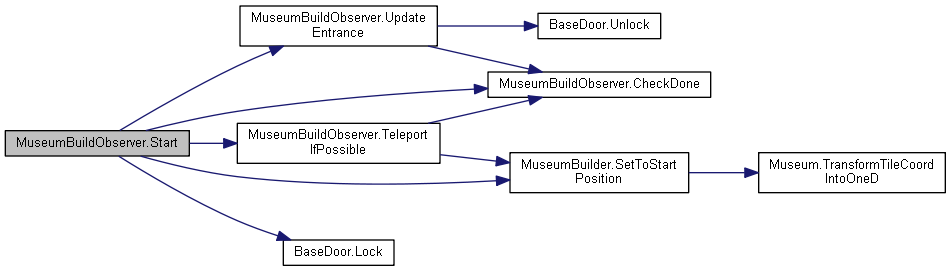 MuseumBuildObserver.Update
Entrance
BaseDoor.Unlock
MuseumBuildObserver.CheckDone
MuseumBuildObserver.Start
MuseumBuildObserver.Teleport
IfPossible
MuseumBuilder.SetToStart
Position
Museum.TransformTileCoord
IntoOneD
BaseDoor.Lock